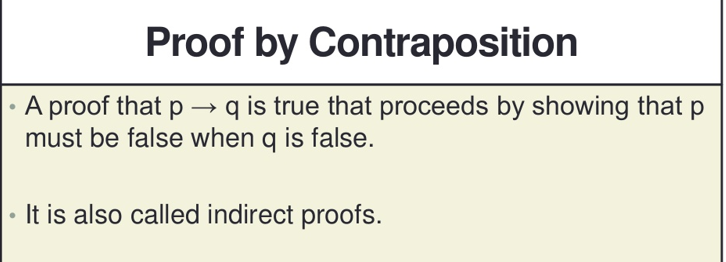 Proof by Contraposition
• A proof that p → q is true that proceeds by showing that p
must be false when q is false.
• It is also called indirect proofs.